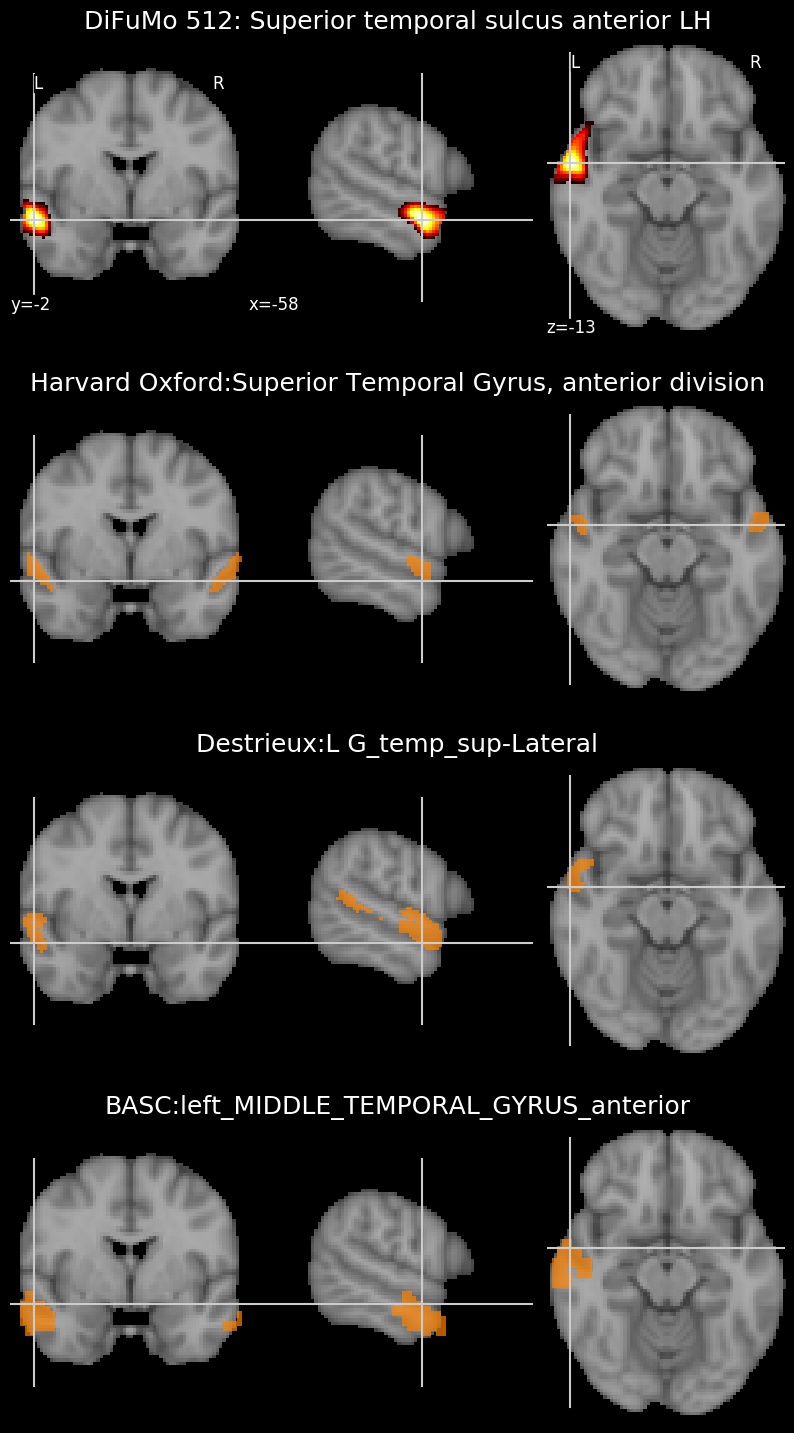 DiFuMo 512: Superior temporal sulcus anterior LH
L R L R
y=-2 x=-58 z=-13
Harvard Oxford:Superior Temporal Gyrus, anterior division
Destrieux:L G_temp_sup-Lateral
BASC:left_MIDDLE_TEMPORAL_GYRUS_anterior